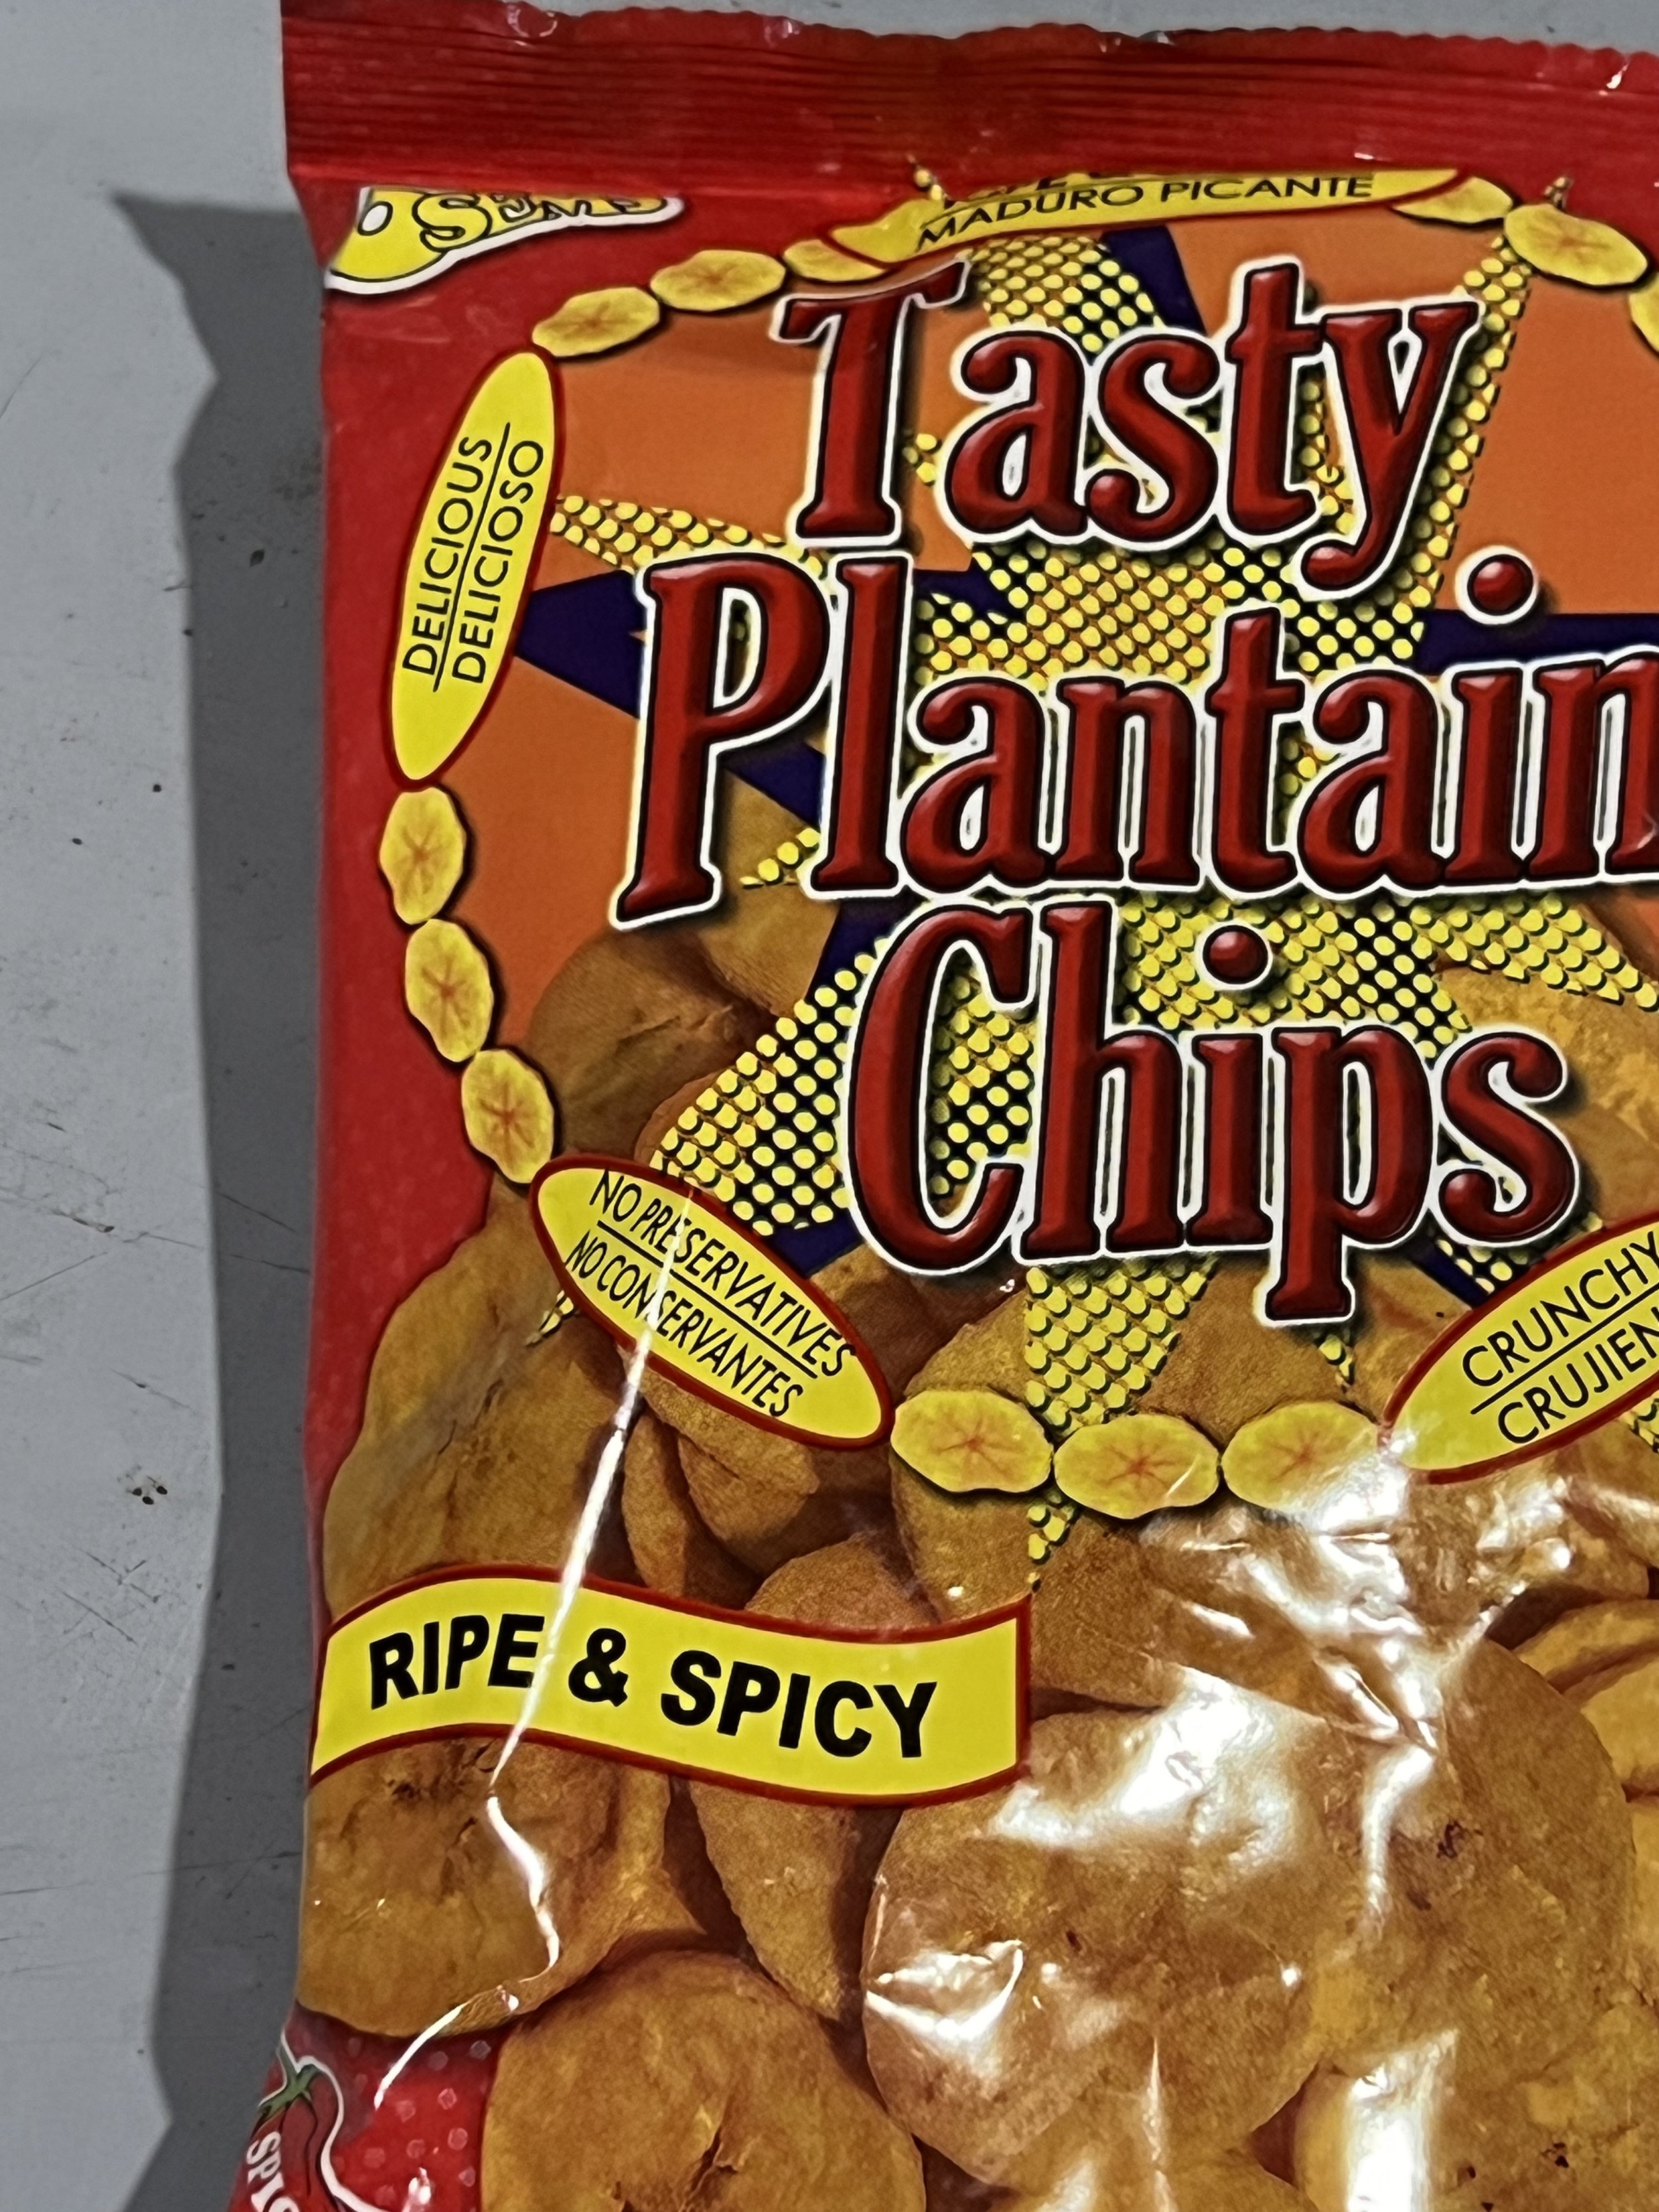 MADURO PICANTE
Tasty
Plantain
Chips
DELICIOUS
DELICIOSO
NO PRESERVATIVES
NO CONSERVANTES
CRUNCHY
RIPE & SPICY